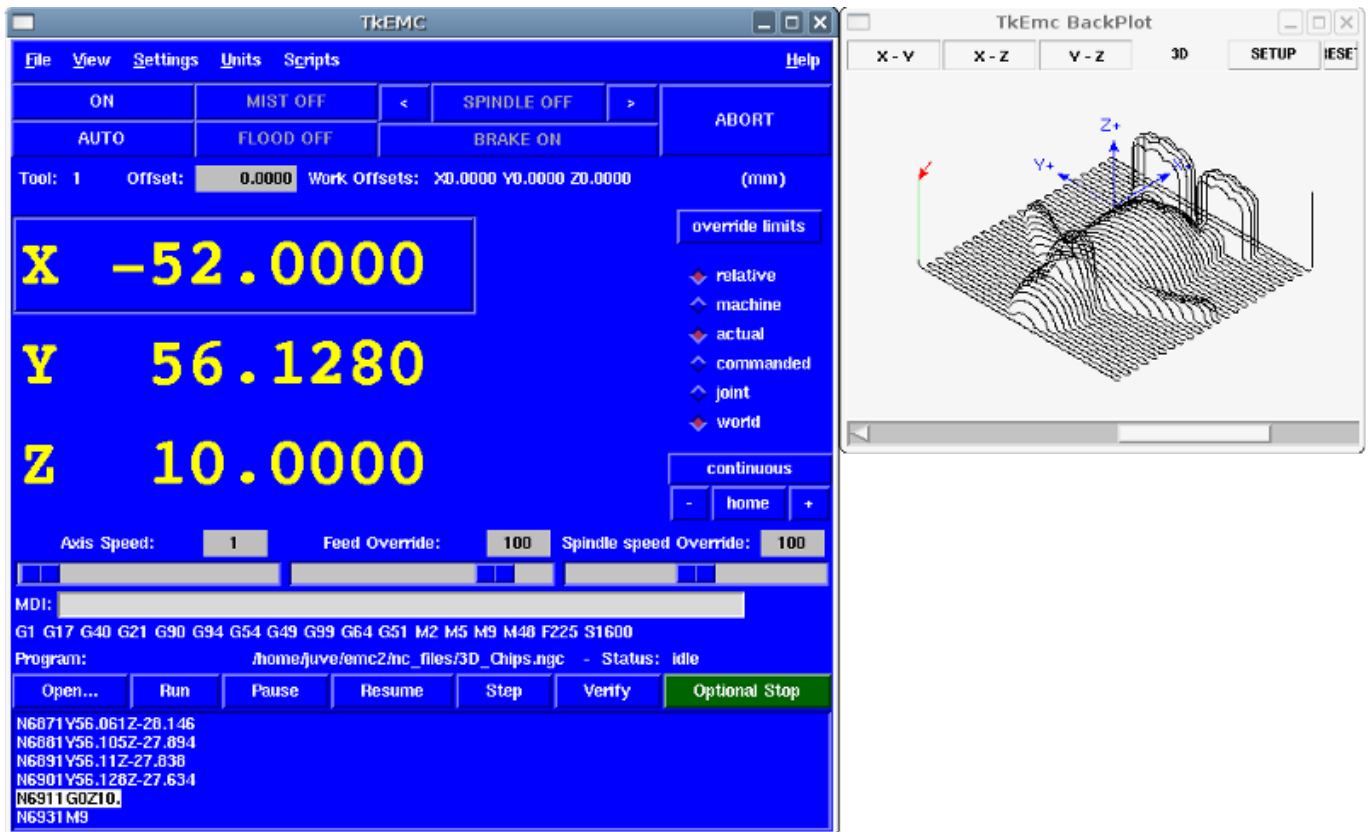 TkEMC
File View Settings Units Scripts Help
ON MIST OFF < SPINDLE OFF > ABORT
AUTO FLOOD OFF BRAKE ON
Tool: 1 Offset: 0.0000 Work Offsets: X0.0000 Y0.0000 Z0.0000 (mm)
override limits
X -52.0000
relative
machine
Y 56.1280
actual
commanded
joint
world
Z 10.0000
continuous
- home +
Axis Speed: 1 Feed Override: 100 Spindle speed Override: 100
MDI:
G1 G17 G40 G21 G90 G94 G54 G49 G99 G64 G51 M2 M5 M9 M48 F225 S1600
Program: /home/juve/emc2/nc_files/3D_Chips.ngc - Status: idle
Open... Run Pause Resume Step Verify Optional Stop
N6871Y56.061Z-28.146
N6881Y56.105Z-27.894
N6891Y56.11Z-27.838
N6901Y56.128Z-27.634
N6911G0Z10.
N6931M9
TkEmc BackPlot
X - Y X - Z Y - Z 3D SETUP RESET
Z+
Y+ X+